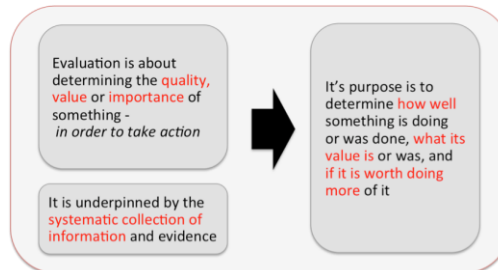 Evaluation is about
determining the quality,
value or importance of
something -
in order to take action
It is underpinned by the
systematic collection of
information and evidence
It's purpose is to
determine how well
something is doing
or was done, what its
value is or was, and
if it is worth doing
more of it